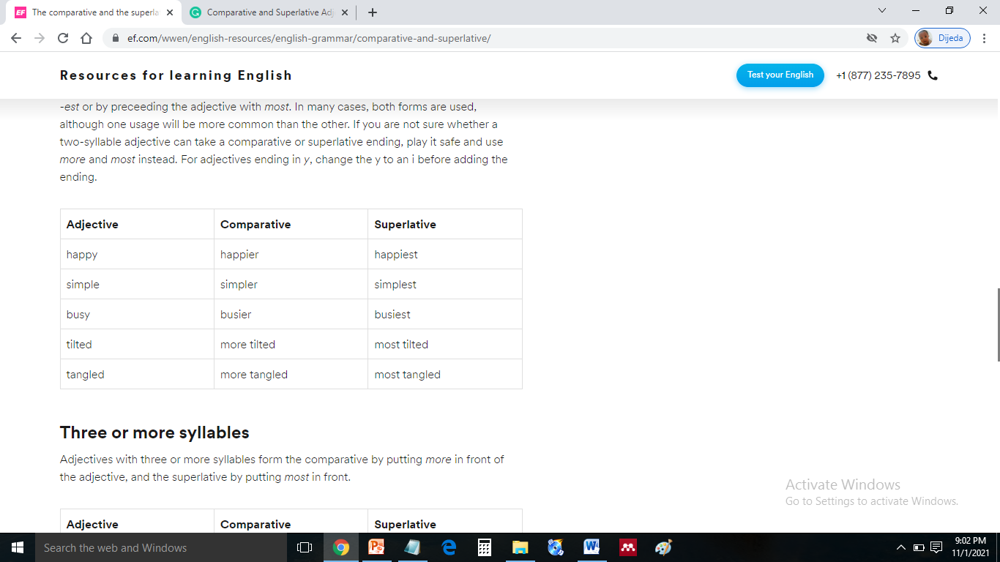 The comparative and the superla
Comparative and Superlative Adj
ef.com/wwen/english-resources/english-grammar/comparative-and-superlative/
Dijeda
Resources for learning English
Test your English
+1 (877) 235-7895
-est or by preceeding the adjective with most. In many cases, both forms are used,
although one usage will be more common than the other. If you are not sure whether a
two-syllable adjective can take a comparative or superlative ending, play it safe and use
more and most instead. For adjectives ending in y, change the y to an i before adding the
ending.
Adjective Comparative Superlative
happy happier happiest
simple simpler simplest
busy busier busiest
tilted more tilted most tilted
tangled more tangled most tangled
Three or more syllables
Adjectives with three or more syllables form the comparative by putting more in front of
the adjective, and the superlative by putting most in front.
Activate Windows
Go to Settings to activate Windows.
Adjective Comparative Superlative
Search the web and Windows
9:02 PM
11/1/2021